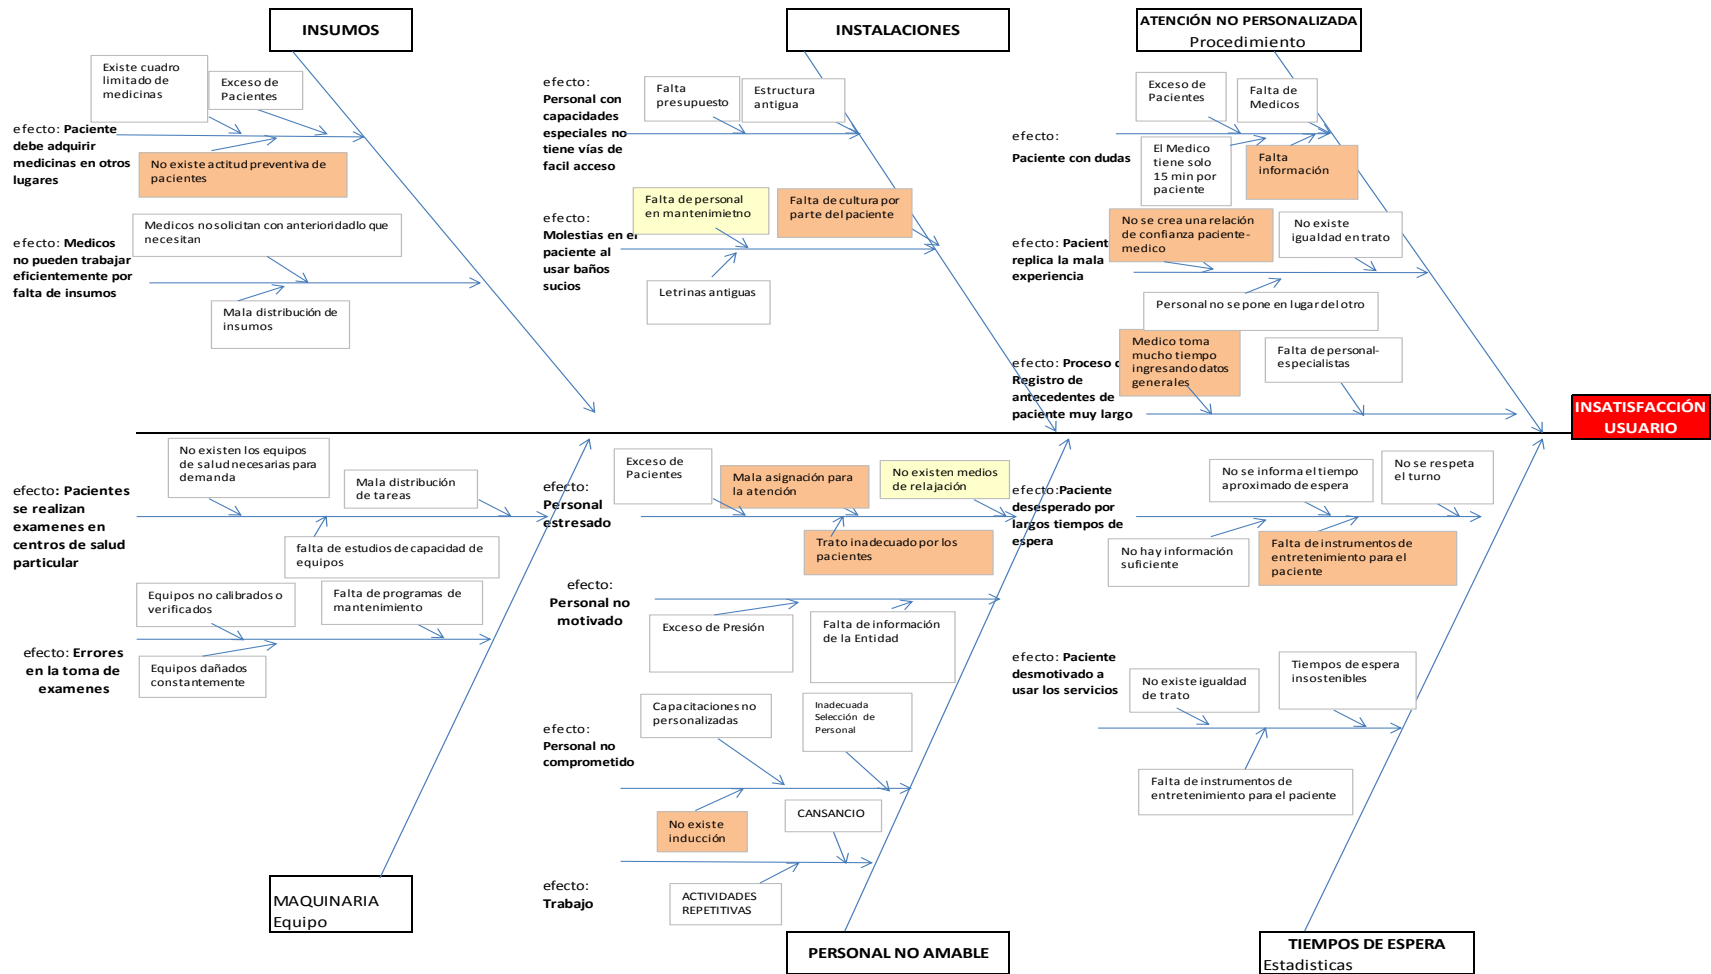 INSUMOS
INSTALACIONES
ATENCIÓN NO PERSONALIZADA
Procedimiento
Existe cuadro
limitado de
medicinas
Exceso de
Pacientes
efecto: Paciente
debe adquirir
medicinas en otros
lugares
No existe actitud preventiva de
pacientes
Medicos no solicitan con anterioridadlo que
necesitan
efecto: Medicos
no pueden trabajar
eficientemente por
falta de insumos
Mala distribución de
insumos
efecto:
Personal con
capacidades
especiales no
tiene vías de
facil acceso
Falta
presupuesto
Estructura
antigua
efecto:
Molestias en el
paciente al
usar baños
sucios
Falta de personal
en mantenimietno
Falta de cultura por
parte del paciente
Letrinas antiguas
Exceso de
Pacientes
Falta de
Medicos
efecto:
Paciente con dudas
El Medico
tiene solo
15 min por
paciente
Falta
información
No se crea una relación
de confianza paciente-
medico
No existe
igualdad en trato
efecto: Pacient
replica la mala
experiencia
Personal no se pone en lugar del otro
Medico toma
mucho tiempo
ingresando datos
generales
Falta de personal-
especialistas
efecto: Proceso d
Registro de
antecedentes de
paciente muy largo
INSATISFACCIÓN
USUARIO
No existen los equipos
de salud necesarias para
demanda
Mala distribución
de tareas
efecto: Pacientes
se realizan
examenes en
centros de salud
particular
falta de estudios de capacidad de
equipos
Equipos no calibrados o
verificados
Falta de programas de
mantenimiento
efecto: Errores
en la toma de
examenes
Equipos dañados
constantemente
MAQUINARIA
Equipo
Exceso de
Pacientes
Mala asignación para
la atención
No existen medios
de relajación
efecto:
Personal
estresado
Trato inadecuado por los
pacientes
efecto:
Personal no
motivado
Exceso de Presión
Falta de información
de la Entidad
Capacitaciones no
personalizadas
Inadecuada
Selección de
Personal
efecto:
Personal no
comprometido
No existe
inducción
CANSANCIO
efecto:
Trabajo
ACTIVIDADES
REPETITIVAS
PERSONAL NO AMABLE
No se informa el tiempo
aproximado de espera
No se respeta
el turno
efecto:Paciente
desesperado por
largos tiempos de
espera
No hay información
suficiente
Falta de instrumentos de
entretenimiento para el
paciente
efecto: Paciente
desmotivado a
usar los servicios
No existe igualdad
de trato
Tiempos de espera
insostenibles
Falta de instrumentos de
entretenimiento para el paciente
TIEMPOS DE ESPERA
Estadisticas